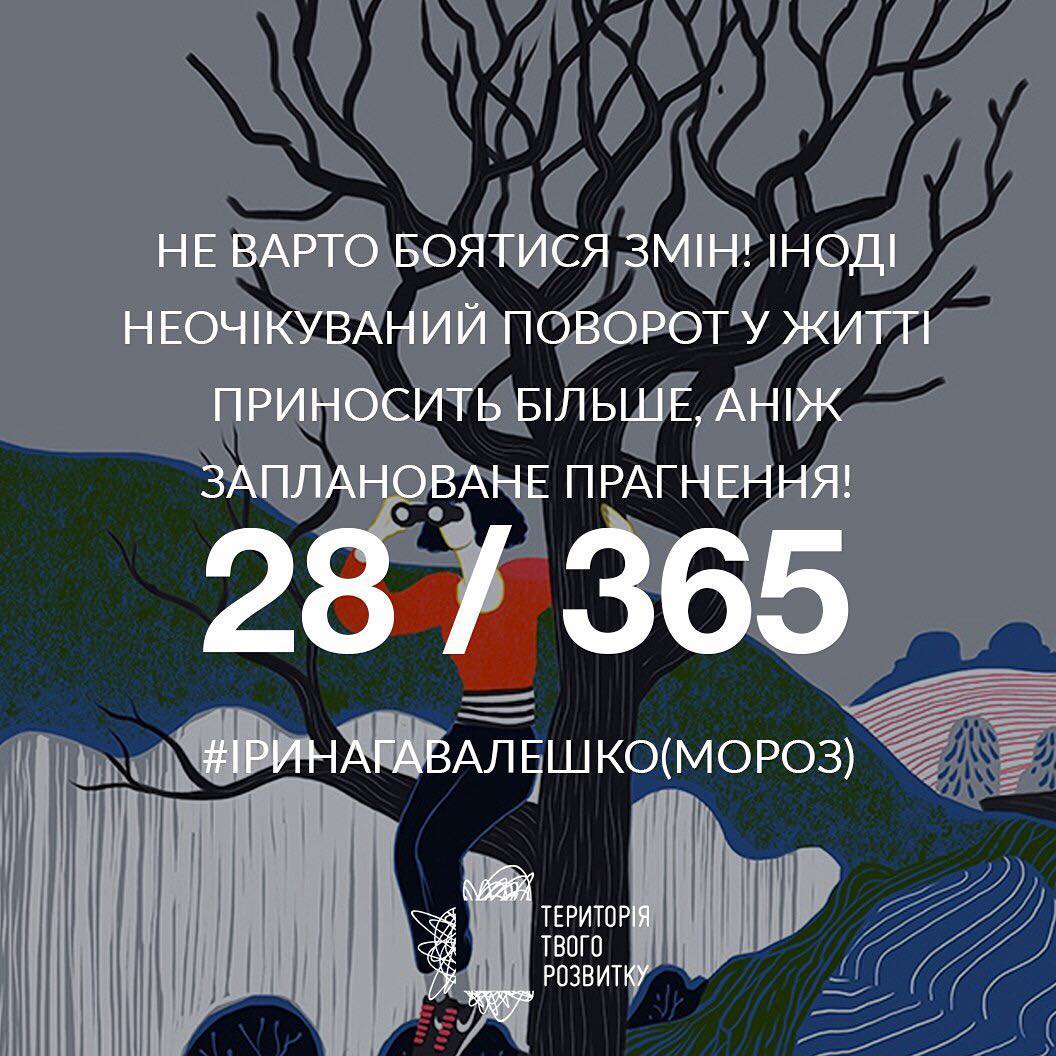 НЕ ВАРТО БОЯТИСЯ ЗМІН! ІНОДІ
НЕОЧІКУВАНИЙ ПОВОРОТ У ЖИТТІ
ПРИНОСИТЬ БІЛЬШЕ, АНІЖ
ЗАПЛАНОВАНЕ ПРАГНЕННЯ!
28 / 365
#ІРИНАГАВАЛЕШКО(МОРОЗ)
ТЕРИТОРІЯ
ТВОГО
РОЗВИТКУ